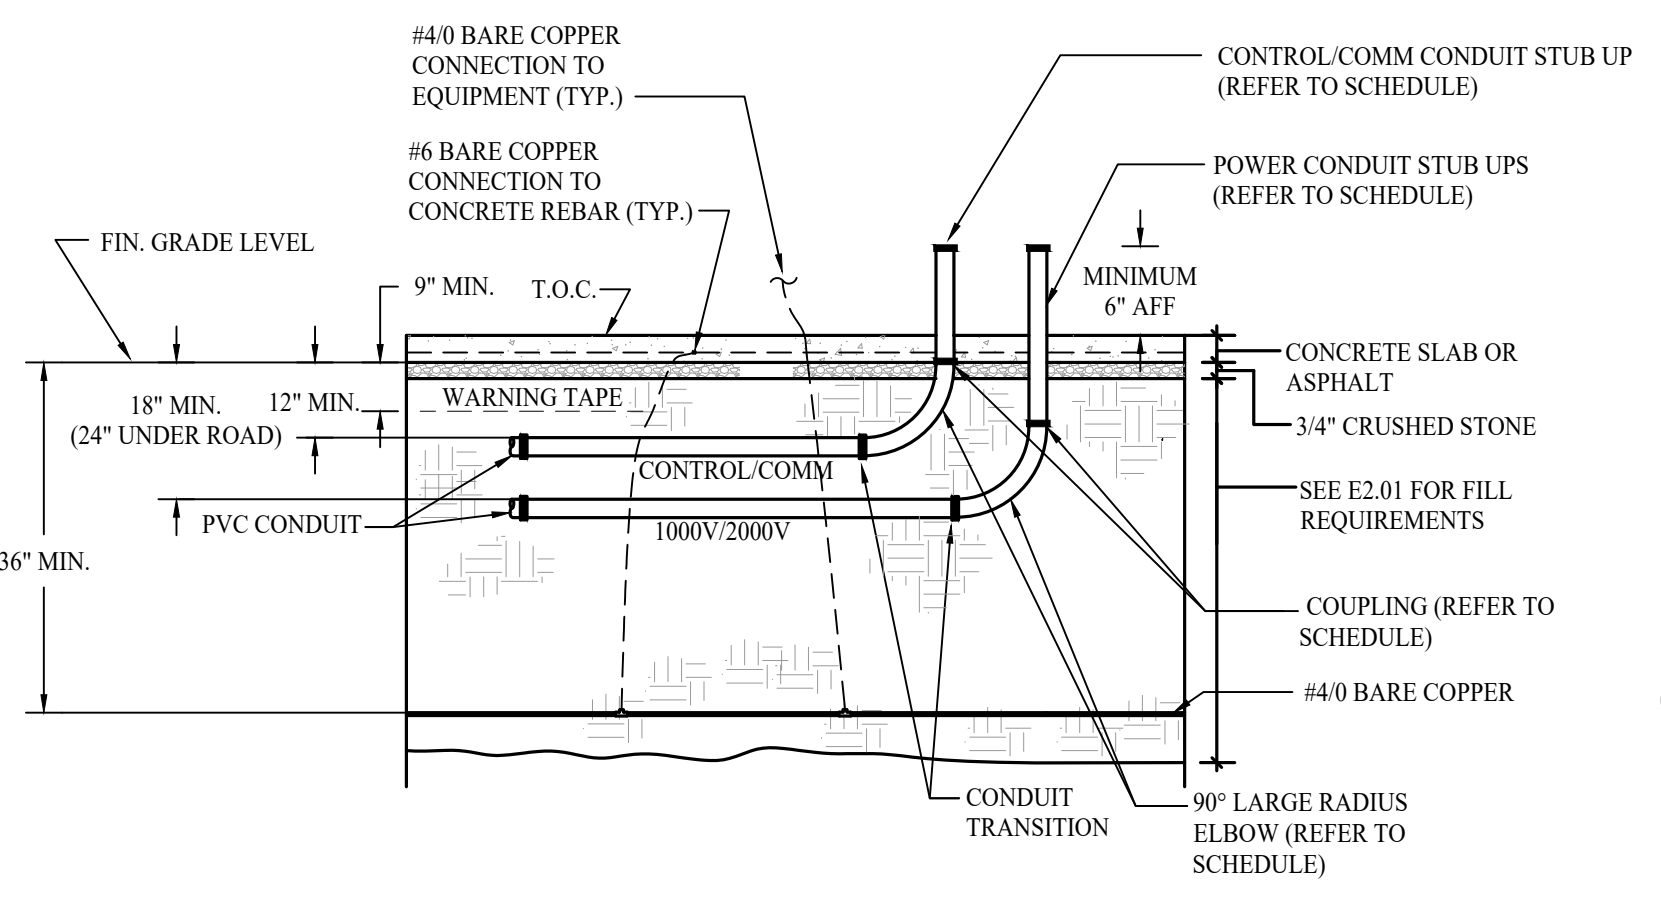 #4/0 BARE COPPER
CONNECTION TO
EQUIPMENT (TYP.)
#6 BARE COPPER
CONNECTION TO
CONCRETE REBAR (TYP.)
FIN. GRADE LEVEL
9" MIN.
T.O.C.
CONTROL/COMM CONDUIT STUB UP
(REFER TO SCHEDULE)
POWER CONDUIT STUB UPS
(REFER TO SCHEDULE)
MINIMUM
6" AFF
CONCRETE SLAB OR
ASPHALT
3/4" CRUSHED STONE
WARNING TAPE
12" MIN.
18" MIN.
(24" UNDER ROAD)
CONTROL/COMM
PVC CONDUIT
1000V/2000V
36" MIN.
SEE E2.01 FOR FILL
REQUIREMENTS
COUPLING (REFER TO
SCHEDULE)
#4/0 BARE COPPER
CONDUIT
TRANSITION
90° LARGE RADIUS
ELBOW (REFER TO
SCHEDULE)